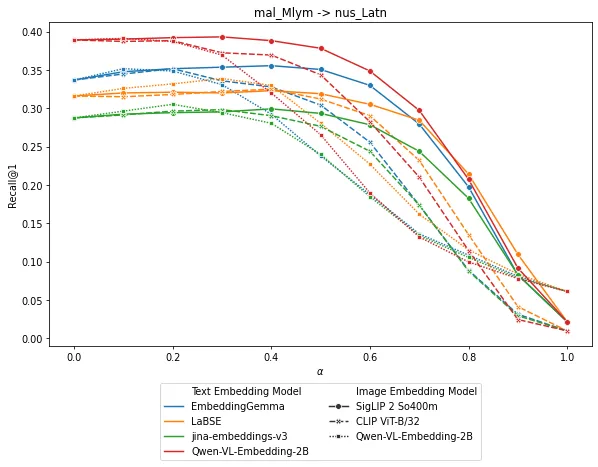 mal_Mlym -> nus_Latn
Recall@1
0.40
0.35
0.30
0.25
0.20
0.15
0.10
0.05
0.00
0.0 0.2 0.4 0.6 0.8 1.0
α
Text Embedding Model
EmbeddingGemma
LaBSE
jina-embeddings-v3
Qwen-VL-Embedding-2B
Image Embedding Model
SigLIP 2 So400m
CLIP ViT-B/32
Qwen-VL-Embedding-2B